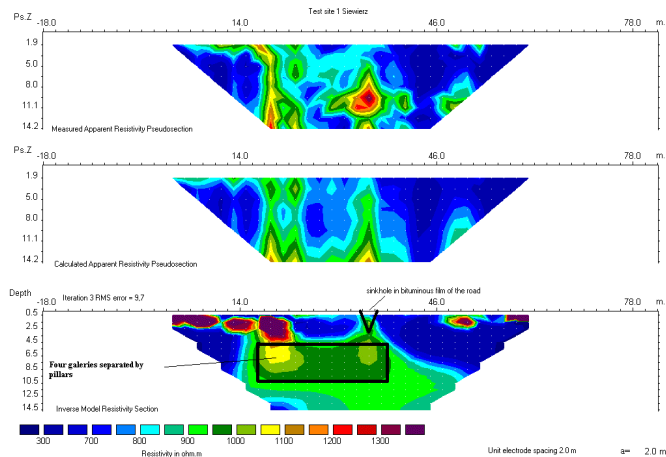 Test site 1 Siewierz
Ps.Z -18.0 14.0 46.0 78.0 m.
1.9
5.0
8.0
11.1
14.2
Measured Apparent Resistivity Pseudosection
Ps.Z -18.0 14.0 46.0 78.0 m.
1.9
5.0
8.0
11.1
14.2
Calculated Apparent Resistivity Pseudosection
sinkhole in bituminous film of the road
Depth Iteration 3 RMS error = 9,7
-18.0 14.0 46.0 78.0 m.
0.5
2.5
4.5
6.5
8.5
10.5
12.5
14.5
Four galeries separated by
pillars
Inverse Model Resistivity Section
300 700 800 900 1000 1100 1200 1300
Resistivity in ohm.m
Unit electrode spacing 2.0 m a= 2.0 m